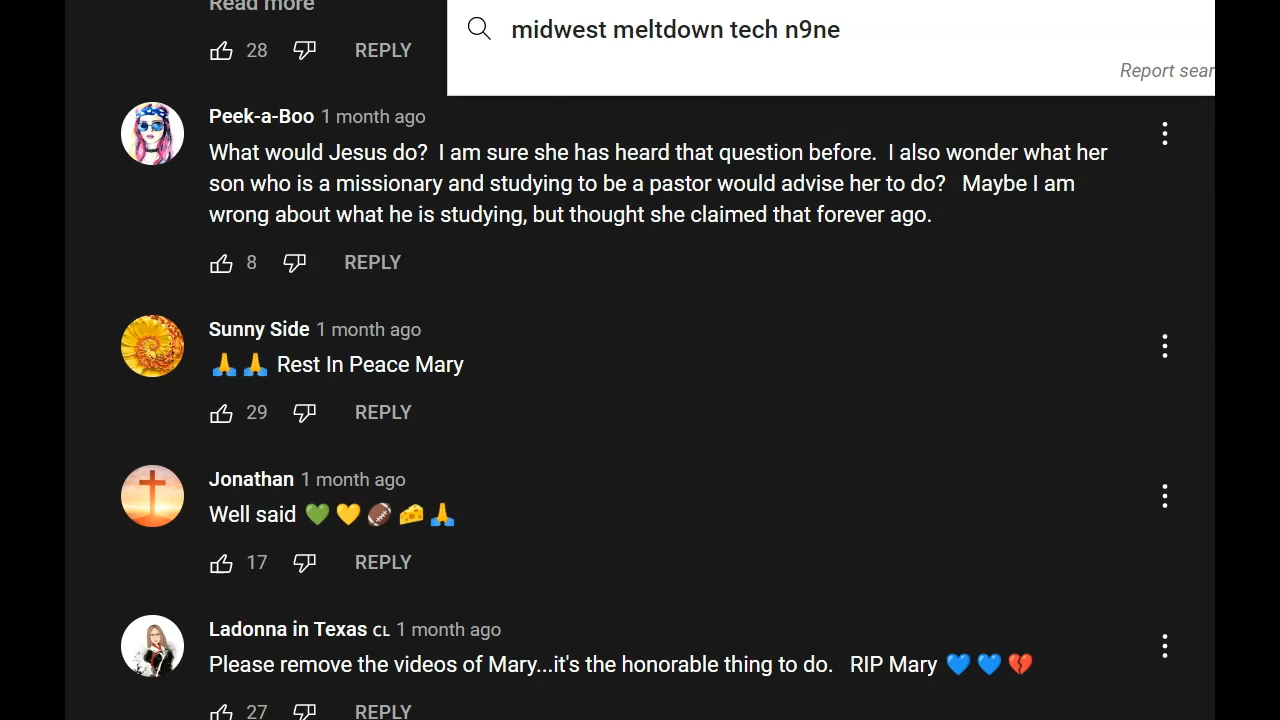 Read more
midwest meltdown tech n9ne
28 REPLY
Report sear
Peek-a-Boo 1 month ago
What would Jesus do? I am sure she has heard that question before. I also wonder what her
son who is a missionary and studying to be a pastor would advise her to do? Maybe I am
wrong about what he is studying, but thought she claimed that forever ago.
8 REPLY
Sunny Side 1 month ago
🙏🙏 Rest In Peace Mary
29 REPLY
Jonathan 1 month ago
Well said 💚💛🏈🧀🙏
17 REPLY
Ladonna in Texas CL 1 month ago
Please remove the videos of Mary...it's the honorable thing to do. RIP Mary 💙💙💔
27 REPLY